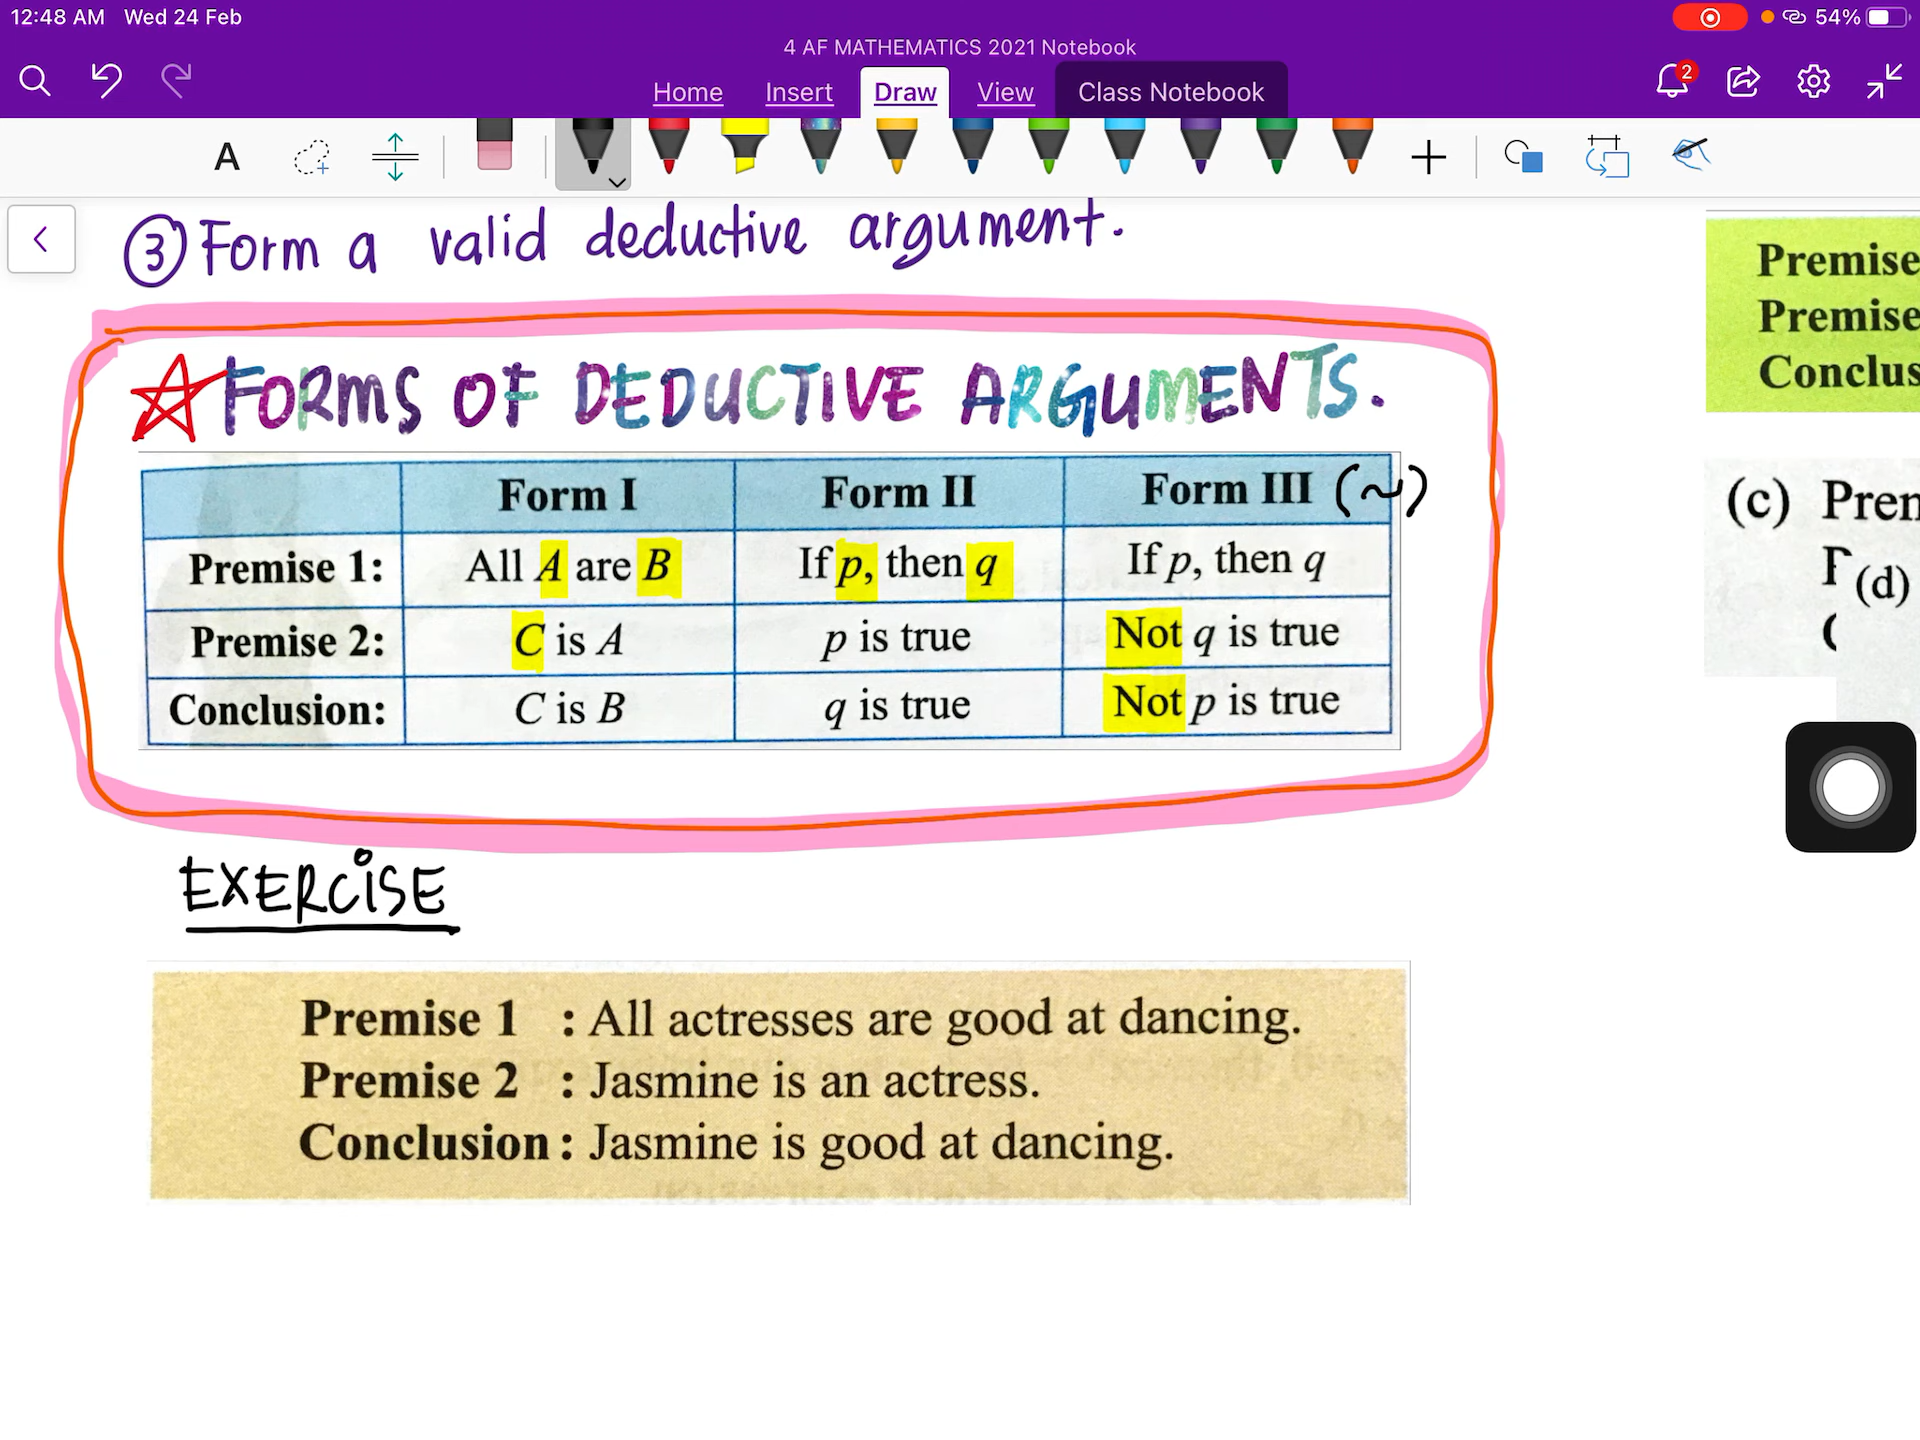 12:48 AM Wed 24 Feb
54%
4 AF MATHEMATICS 2021 Notebook
Home Insert Draw View Class Notebook
2
A
③ Form a valid deductive argument.
FORMS OF DEDUCTIVE ARGUMENTS.
Form I Form II Form III (~)
Premise 1: All A are B If p, then q If p, then q
Premise 2: C is A p is true Not q is true
Conclusion: C is B q is true Not p is true
EXERCISE
Premise 1 : All actresses are good at dancing.
Premise 2 : Jasmine is an actress.
Conclusion : Jasmine is good at dancing.
Premise
Premise
Conclus
(c) Prem
(d)